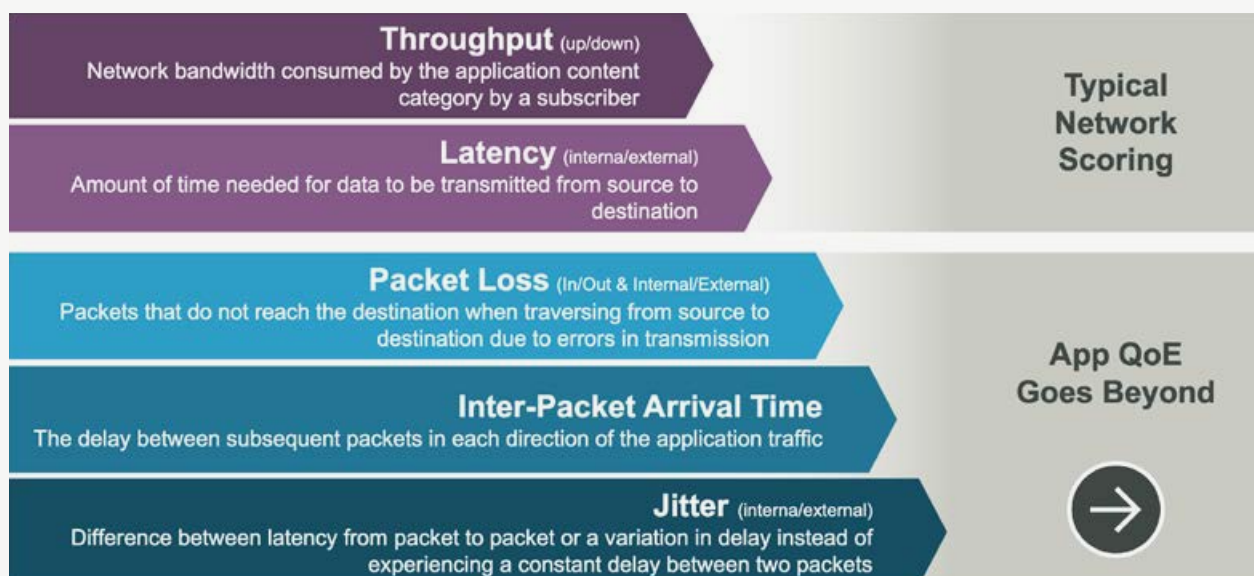 Throughput (up/down)
Network bandwidth consumed by the application content
category by a subscriber
Latency (interna/external)
Amount of time needed for data to be transmitted from source to
destination
Typical
Network
Scoring
Packet Loss (In/Out & Internal/External)
Packets that do not reach the destination when traversing from source to
destination due to errors in transmission
Inter-Packet Arrival Time
The delay between subsequent packets in each direction of the application traffic
Jitter (interna/external)
Difference between latency from packet to packet or a variation in delay instead of
experiencing a constant delay between two packets
App QoE
Goes Beyond